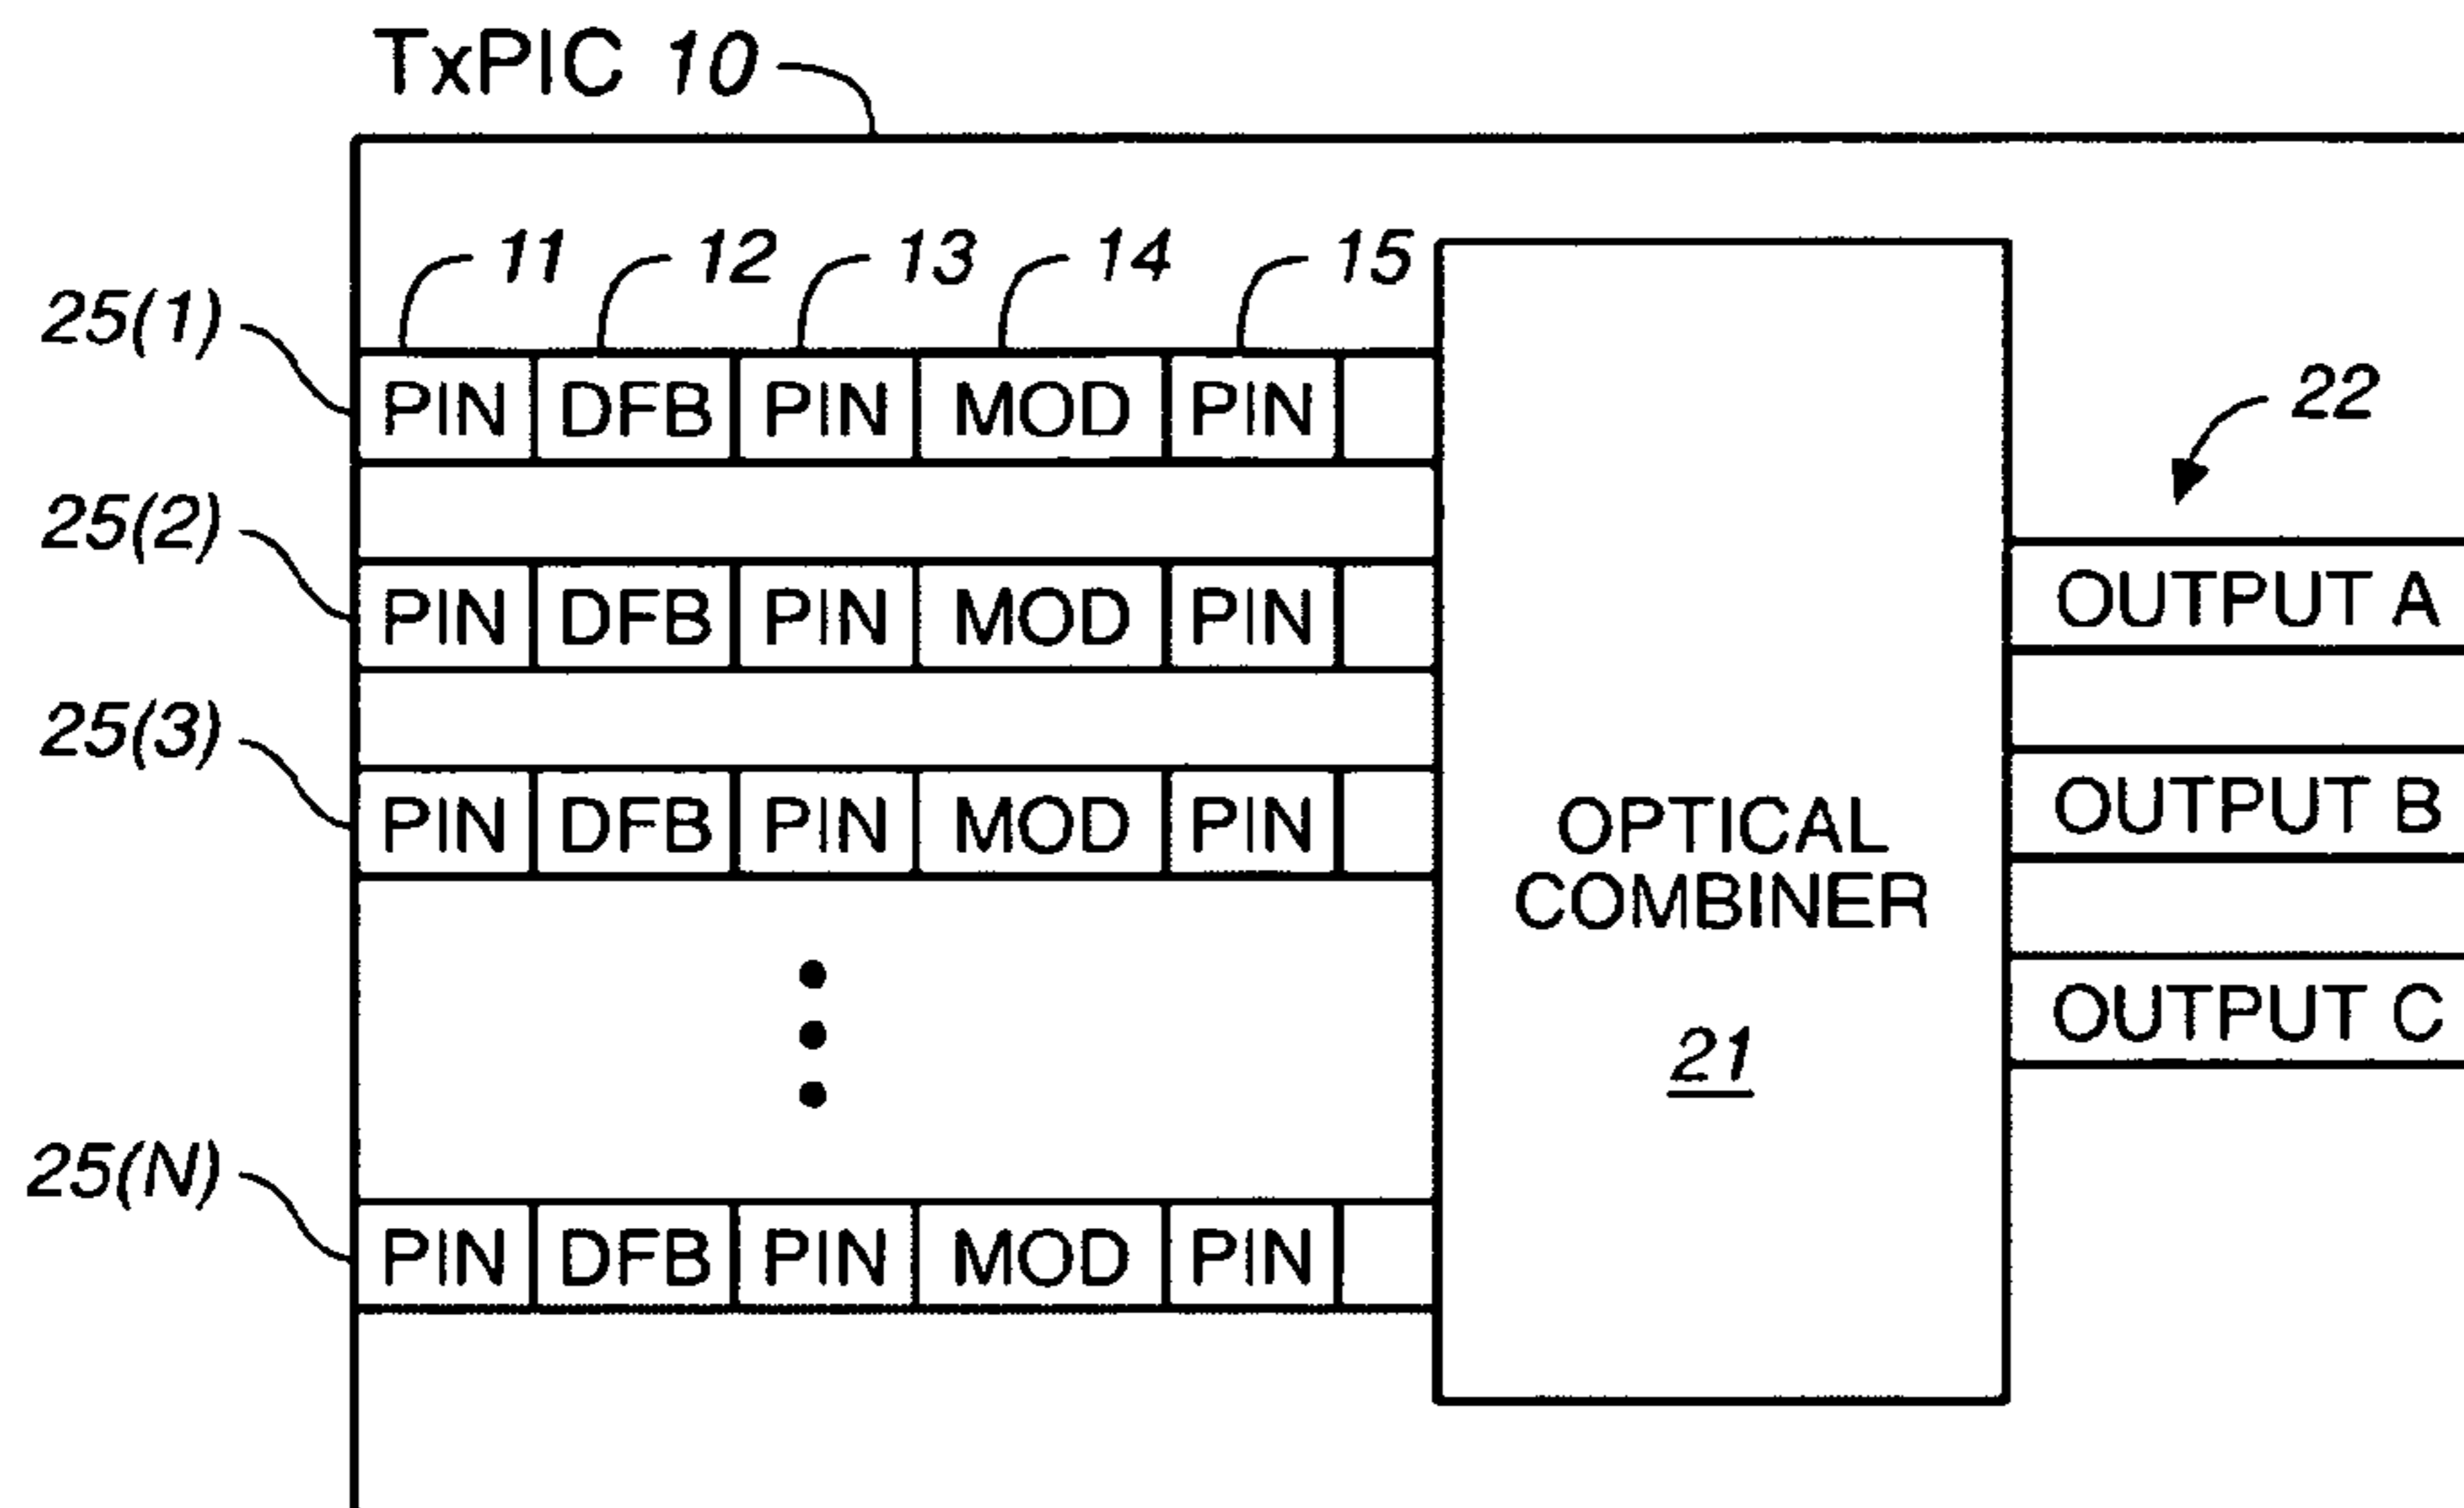 TxPIC 10
11 12 13 14 15
25(1)
PIN DFB PIN MOD PIN
22
25(2)
PIN DFB PIN MOD PIN
OUTPUT A
25(3)
PIN DFB PIN MOD PIN
OUTPUT B
OPTICAL
COMBINER
21
OUTPUT C
25(N)
PIN DFB PIN MOD PIN